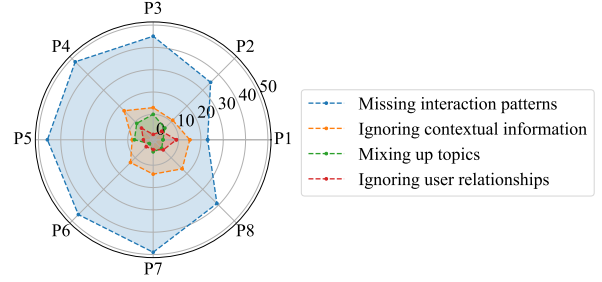 P3
P4
P2
50
40
30
20
10
0
P5
P1
P6
P8
P7
Missing interaction patterns
Ignoring contextual information
Mixing up topics
Ignoring user relationships